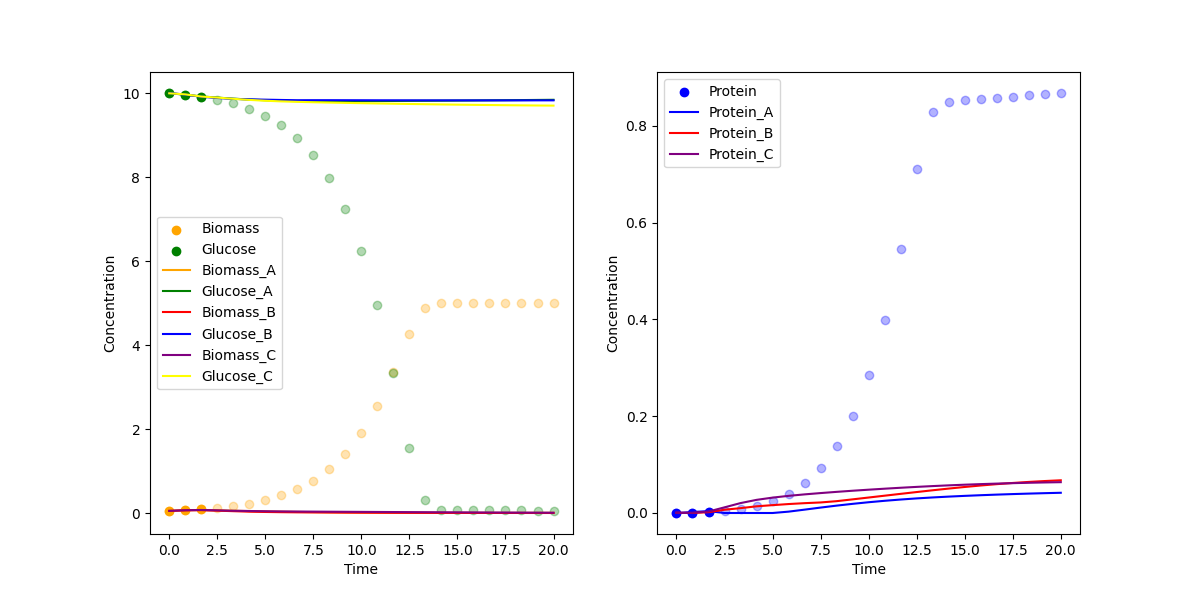 10
8
6
4
2
0
Concentration
Biomass
Glucose
Biomass_A
Glucose_A
Biomass_B
Glucose_B
Biomass_C
Glucose_C
0.0 2.5 5.0 7.5 10.0 12.5 15.0 17.5 20.0
Time
0.8
0.6
0.4
0.2
0.0
Concentration
Protein
Protein_A
Protein_B
Protein_C
0.0 2.5 5.0 7.5 10.0 12.5 15.0 17.5 20.0
Time